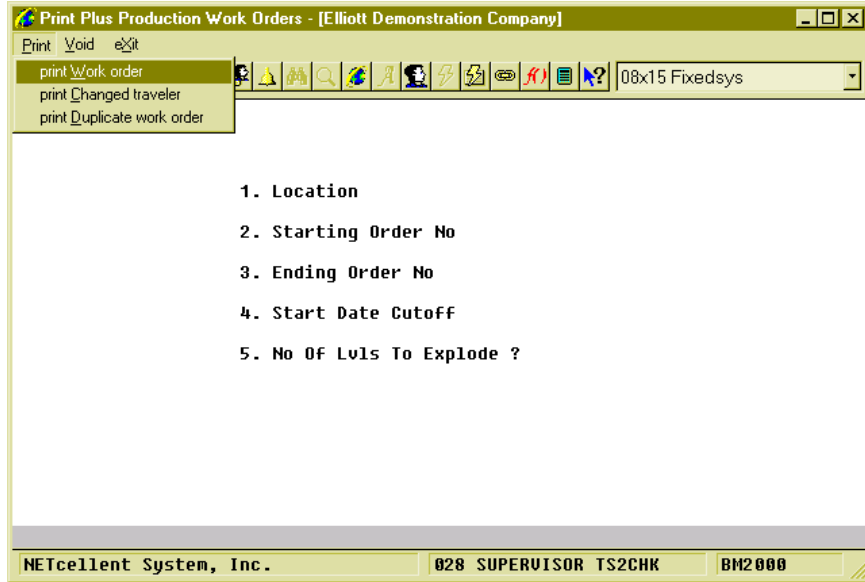 Print Plus Production Work Orders - [Elliott Demonstration Company]
Print Void eXit
print Work order
print Changed traveler
print Duplicate work order
A f() 08x15 Fixedsys
1. Location
2. Starting Order No
3. Ending Order No
4. Start Date Cutoff
5. No Of Lvls To Explode ?
NETcellent System, Inc. 028 SUPERVISOR TS2CHK BM2000